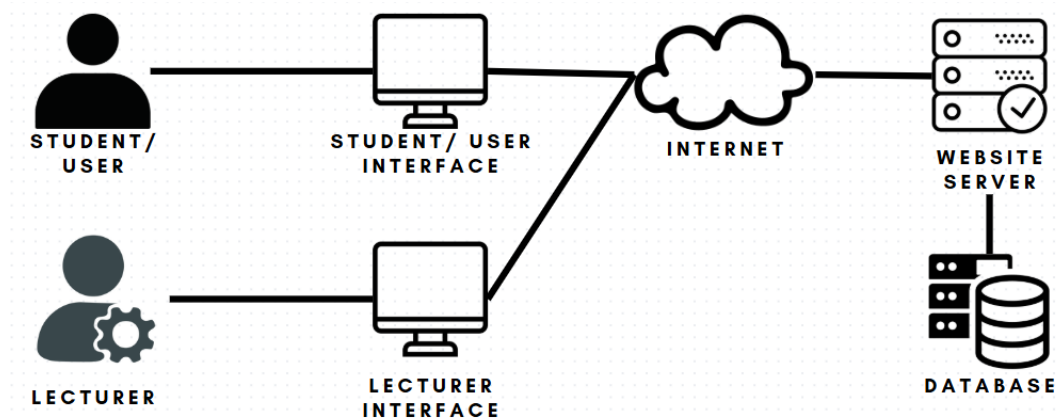 STUDENT/
USER
STUDENT/ USER
INTERFACE
INTERNET
WEBSITE
SERVER
LECTURER
LECTURER
INTERFACE
DATABASE